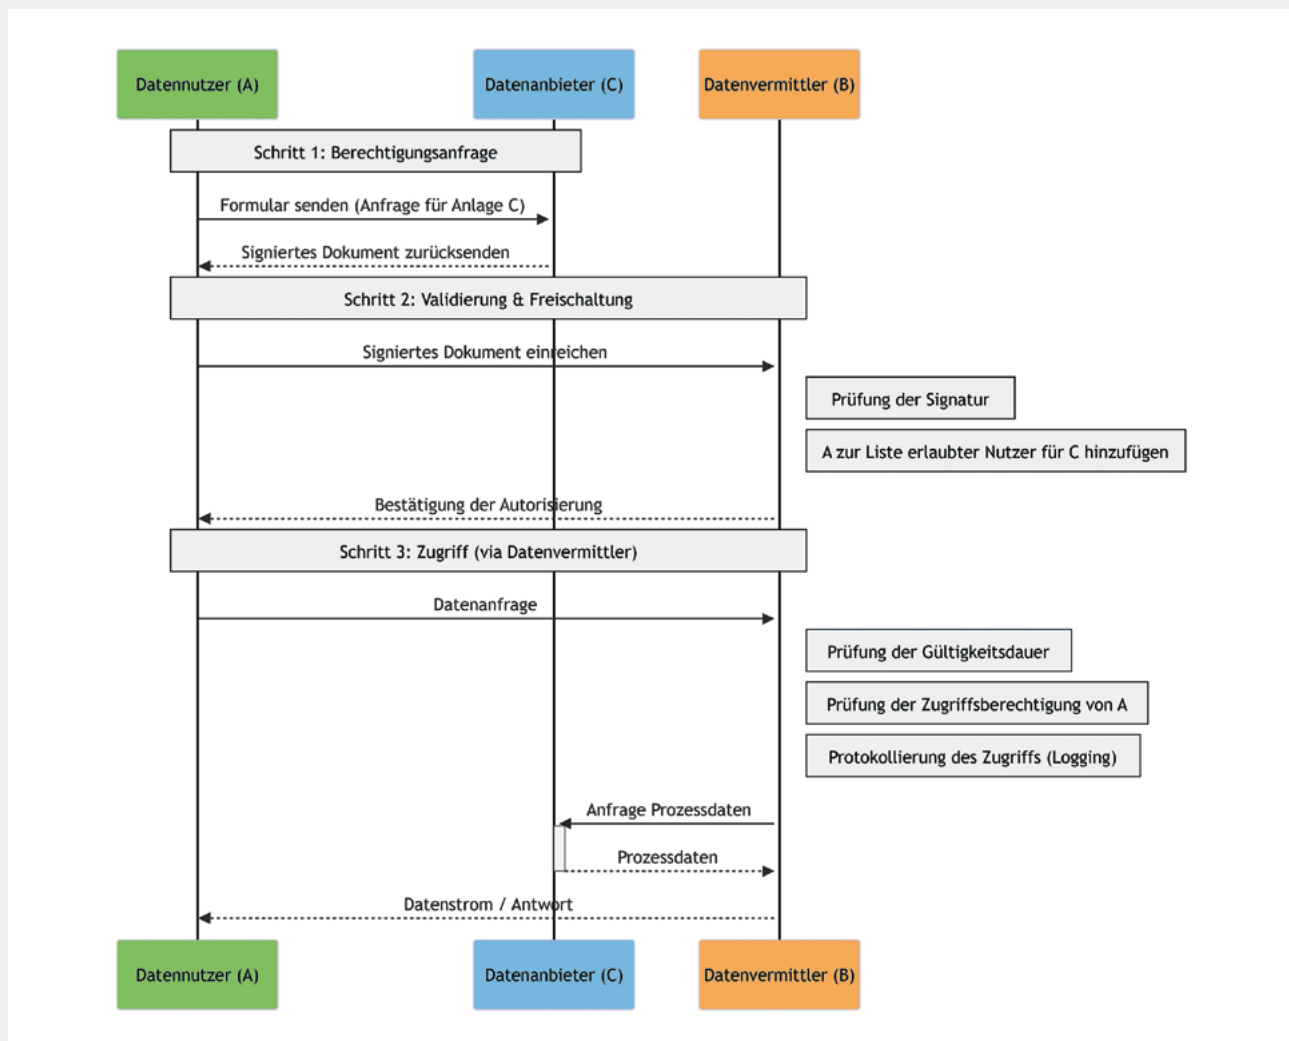 Datennutzer (A)
Datenanbieter (C)
Datenvermittler (B)
Schritt 1: Berechtigungsanfrage
Formular senden (Anfrage für Anlage C)
Signiertes Dokument zurücksenden
Schritt 2: Validierung & Freischaltung
Signiertes Dokument einreichen
Prüfung der Signatur
A zur Liste erlaubter Nutzer für C hinzufügen
Bestätigung der Autorisierung
Schritt 3: Zugriff (via Datenvermittler)
Datenanfrage
Prüfung der Gültigkeitsdauer
Prüfung der Zugriffsberechtigung von A
Protokollierung des Zugriffs (Logging)
Anfrage Prozessdaten
Prozessdaten
Datenstrom / Antwort
Datennutzer (A)
Datenanbieter (C)
Datenvermittler (B)